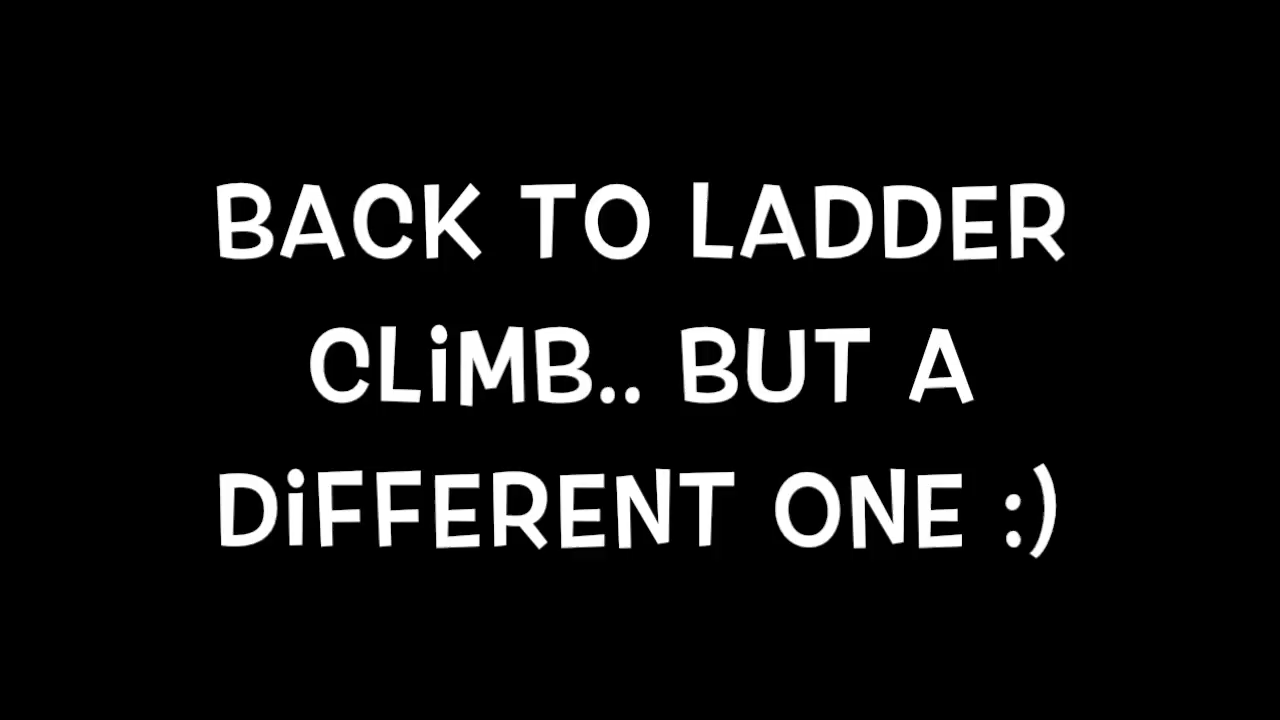 BACK TO LADDER
CLiMB.. BUT A
DiFFERENT ONE :)